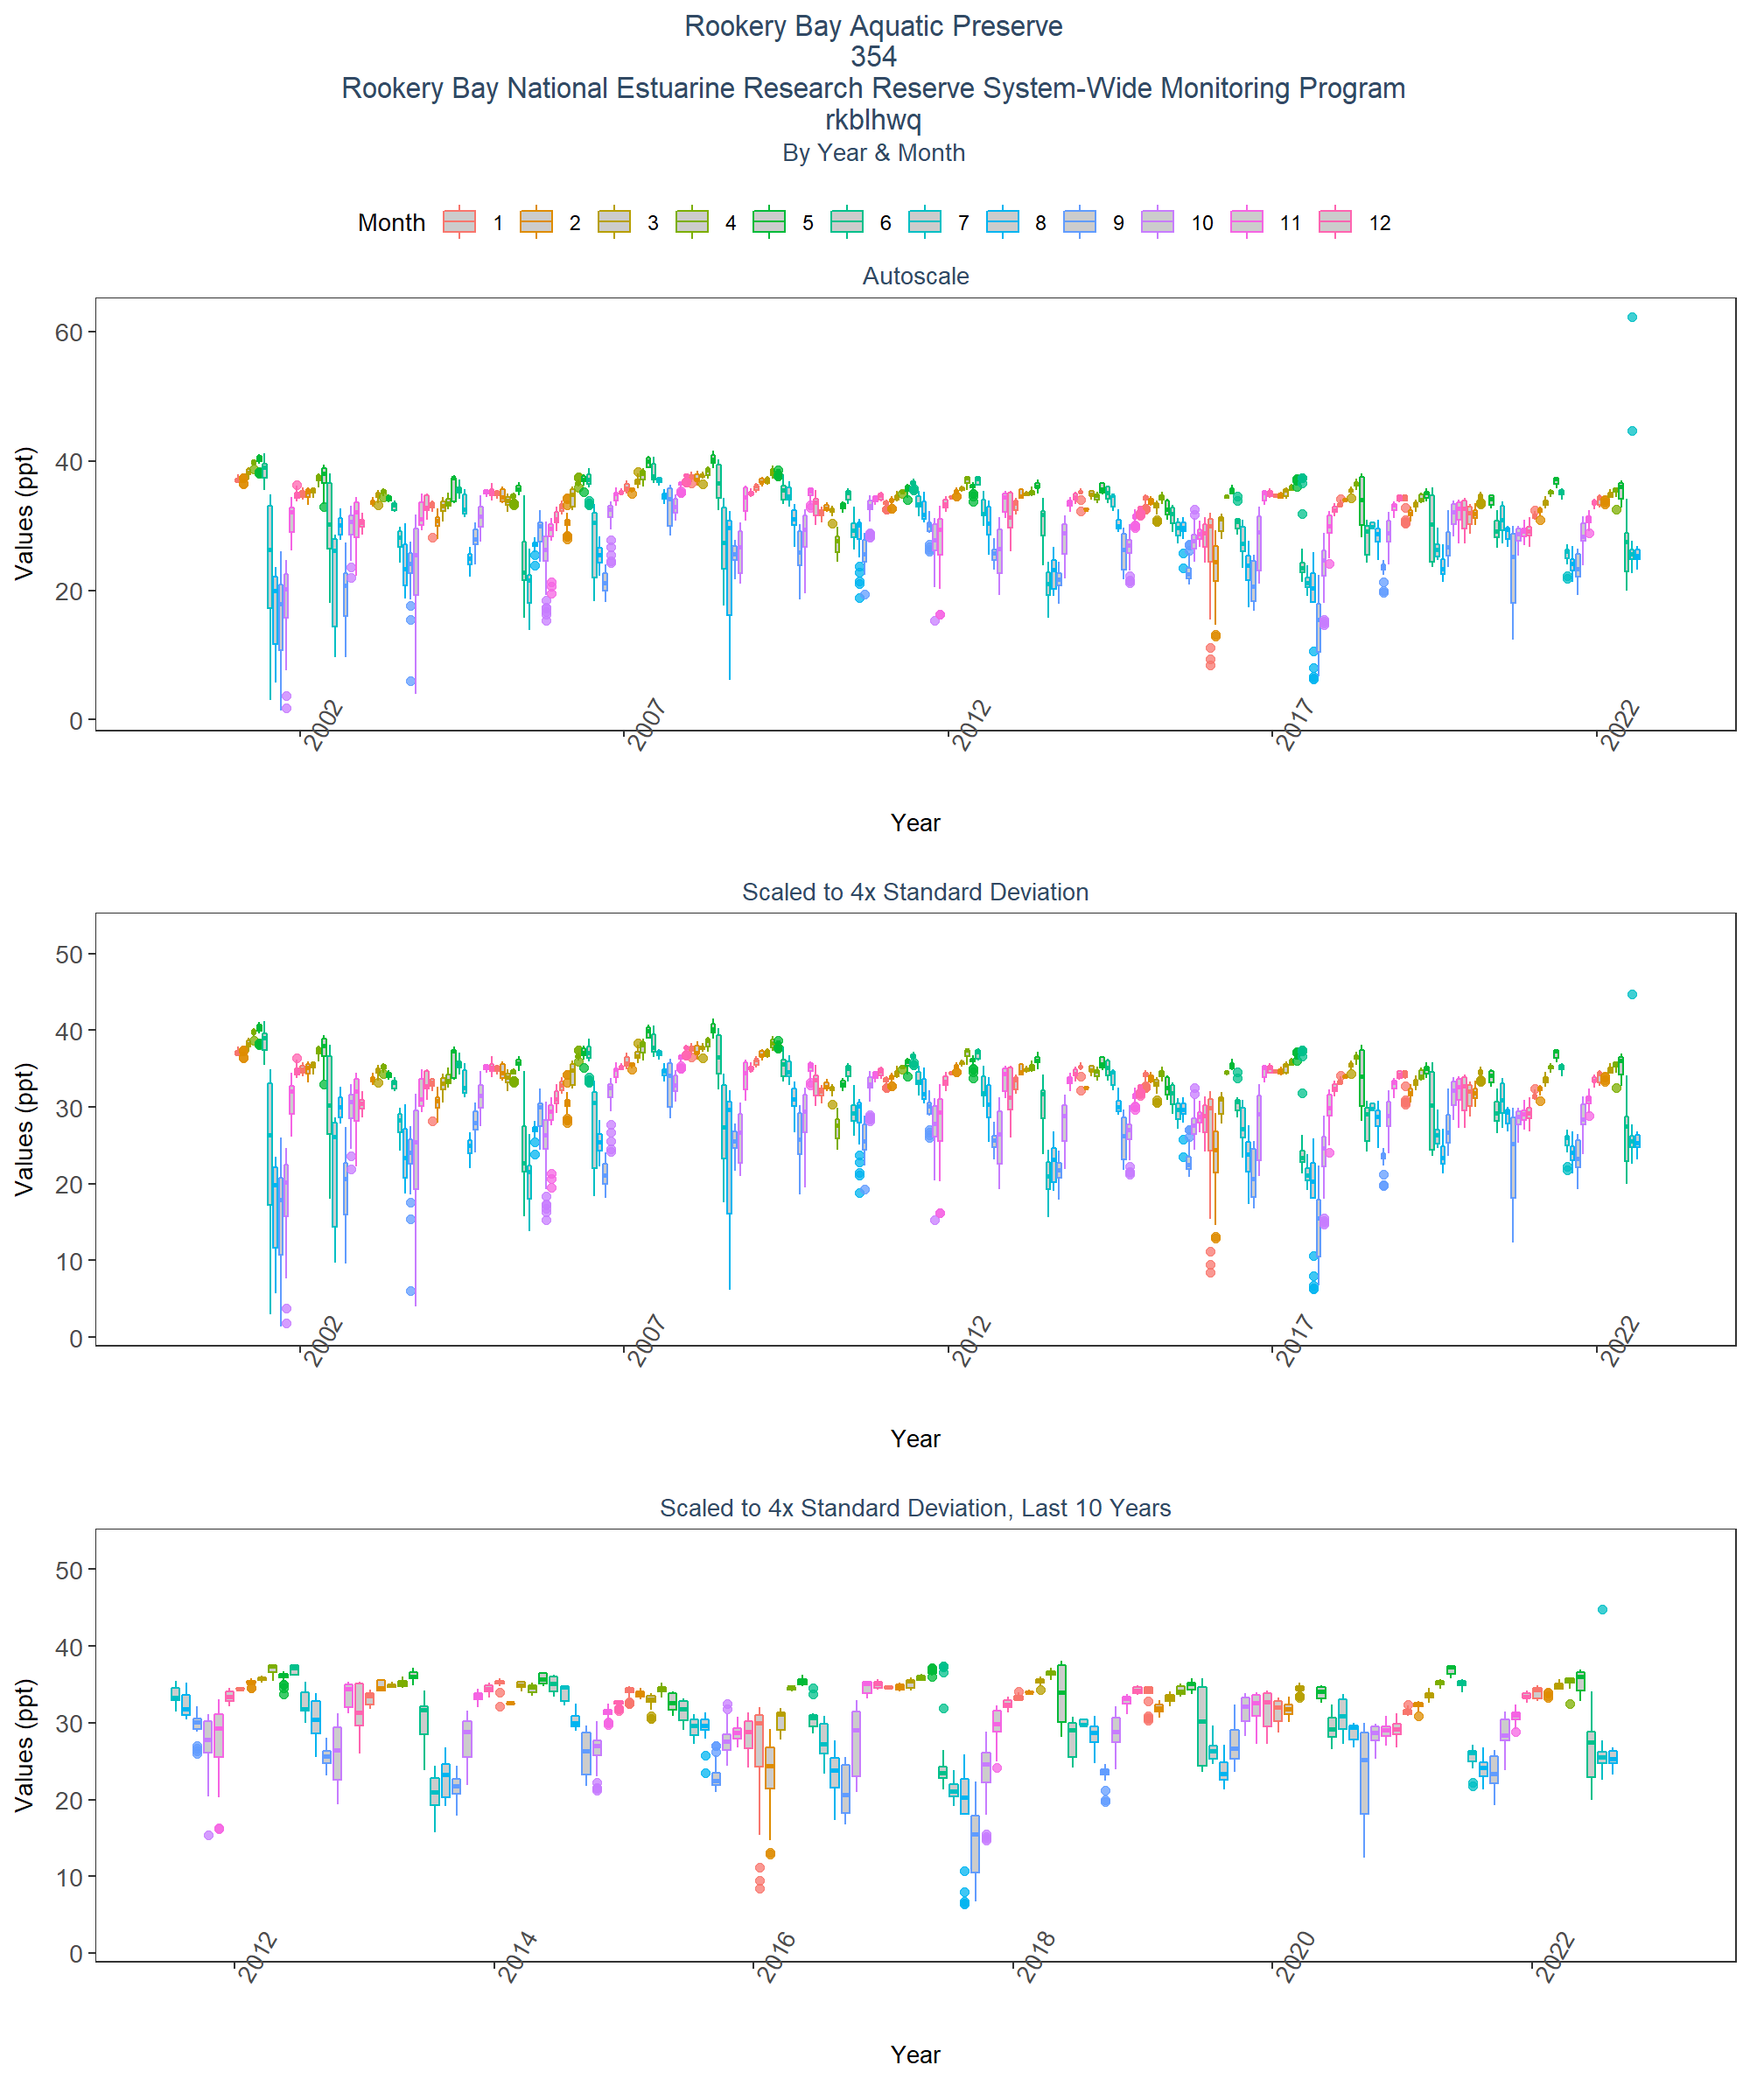 Rookery Bay Aquatic Preserve
354
Rookery Bay National Estuarine Research Reserve System-Wide Monitoring Program
rkblhwq
By Year & Month
Month 1 2 3 4 5 6 7 8 9 10 11 12
Autoscale
Values (ppt)
60
40
20
0
2002 2007 2012 2017 2022
Year
Scaled to 4x Standard Deviation
Values (ppt)
50
40
30
20
10
0
2002 2007 2012 2017 2022
Year
Scaled to 4x Standard Deviation, Last 10 Years
Values (ppt)
50
40
30
20
10
0
2012 2014 2016 2018 2020 2022
Year